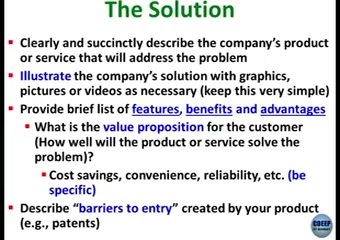 The Solution
Clearly and succinctly describe the company's product
or service that will address the problem
Illustrate the company's solution with graphics,
pictures or videos as necessary (keep this very simple)
Provide brief list of features, benefits and advantages
What is the value proposition for the customer
(How well will the product or service solve the
problem)?
Cost savings, convenience, reliability, etc. (be
specific)
Describe “barriers to entry” created by your product
(e.g., patents)
CDEEP